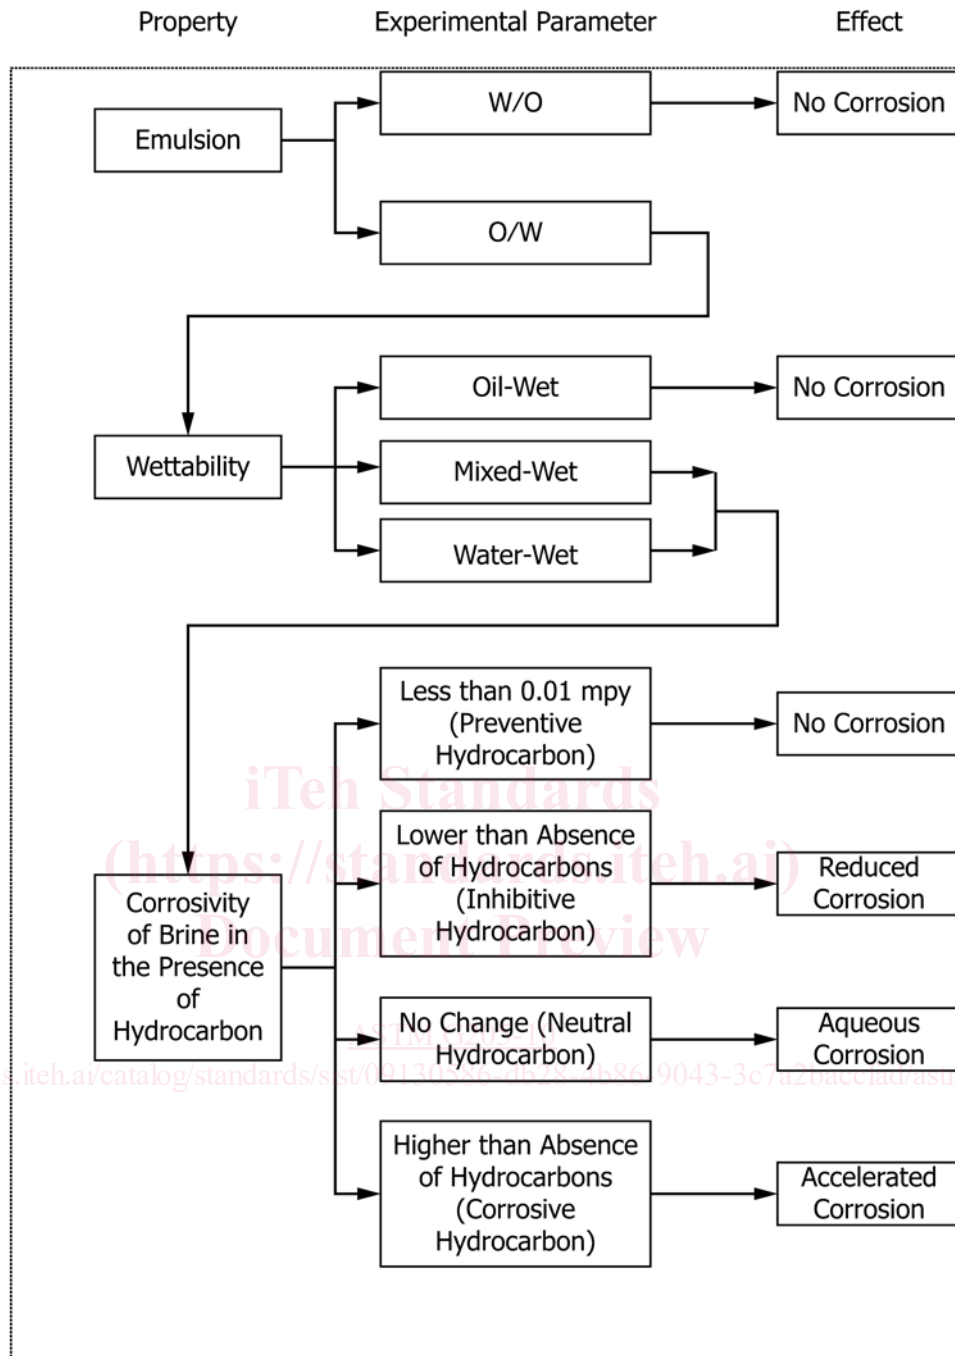 Property Experimental Parameter Effect
W/O
No Corrosion
Emulsion
O/W
Oil-Wet
No Corrosion
Wettability
Mixed-Wet
Water-Wet
Less than 0.01 mpy
(Preventive
Hydrocarbon)
No Corrosion
iTeh Standards
(https://standards.iteh.ai)
Document Preview
Lower than Absence
of Hydrocarbons
(Inhibitive
Hydrocarbon)
Reduced
Corrosion
Corrosivity
of Brine in
the Presence
of
Hydrocarbon
No Change (Neutral
Hydrocarbon)
Aqueous
Corrosion
Higher than Absence
of Hydrocarbons
(Corrosive
Hydrocarbon)
Accelerated
Corrosion